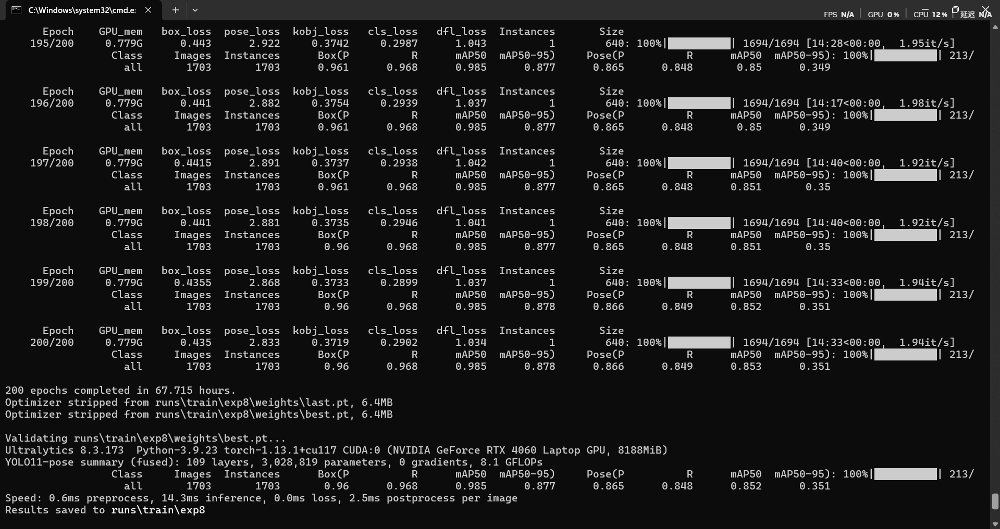 C:\Windows\system32\cmd.e:
FPS N/A | GPU 0% | CPU 12% | 延迟 N/A
Epoch GPU_mem box_loss pose_loss kobj_loss cls_loss dfl_loss Instances Size
195/200 0.779G 0.443 2.922 0.3742 0.2987 1.043 1 640: 100%|██████████| 1694/1694 [14:28<00:00, 1.95it/s]
Class Images Instances Box(P R mAP50 mAP50-95) Pose(P R mAP50 mAP50-95): 100%|██████████| 213/
all 1703 1703 0.961 0.968 0.985 0.877 0.865 0.848 0.85 0.349
Epoch GPU_mem box_loss pose_loss kobj_loss cls_loss dfl_loss Instances Size
196/200 0.779G 0.441 2.882 0.3754 0.2939 1.037 1 640: 100%|██████████| 1694/1694 [14:17<00:00, 1.98it/s]
Class Images Instances Box(P R mAP50 mAP50-95) Pose(P R mAP50 mAP50-95): 100%|██████████| 213/
all 1703 1703 0.961 0.968 0.985 0.877 0.865 0.848 0.85 0.349
Epoch GPU_mem box_loss pose_loss kobj_loss cls_loss dfl_loss Instances Size
197/200 0.779G 0.4415 2.891 0.3737 0.2938 1.042 1 640: 100%|██████████| 1694/1694 [14:40<00:00, 1.92it/s]
Class Images Instances Box(P R mAP50 mAP50-95) Pose(P R mAP50 mAP50-95): 100%|██████████| 213/
all 1703 1703 0.961 0.968 0.985 0.877 0.865 0.848 0.851 0.35
Epoch GPU_mem box_loss pose_loss kobj_loss cls_loss dfl_loss Instances Size
198/200 0.779G 0.441 2.881 0.3735 0.2946 1.041 1 640: 100%|██████████| 1694/1694 [14:40<00:00, 1.92it/s]
Class Images Instances Box(P R mAP50 mAP50-95) Pose(P R mAP50 mAP50-95): 100%|██████████| 213/
all 1703 1703 0.96 0.968 0.985 0.877 0.865 0.848 0.851 0.35
Epoch GPU_mem box_loss pose_loss kobj_loss cls_loss dfl_loss Instances Size
199/200 0.779G 0.4355 2.868 0.3733 0.2899 1.037 1 640: 100%|██████████| 1694/1694 [14:33<00:00, 1.94it/s]
Class Images Instances Box(P R mAP50 mAP50-95) Pose(P R mAP50 mAP50-95): 100%|██████████| 213/
all 1703 1703 0.96 0.968 0.985 0.878 0.866 0.849 0.852 0.351
Epoch GPU_mem box_loss pose_loss kobj_loss cls_loss dfl_loss Instances Size
200/200 0.779G 0.435 2.833 0.3719 0.2902 1.034 1 640: 100%|██████████| 1694/1694 [14:33<00:00, 1.94it/s]
Class Images Instances Box(P R mAP50 mAP50-95) Pose(P R mAP50 mAP50-95): 100%|██████████| 213/
all 1703 1703 0.96 0.968 0.985 0.878 0.866 0.849 0.853 0.351
200 epochs completed in 67.715 hours.
Optimizer stripped from runs\train\exp8\weights\last.pt, 6.4MB
Optimizer stripped from runs\train\exp8\weights\best.pt, 6.4MB
Validating runs\train\exp8\weights\best.pt...
Ultralytics 8.3.173 Python-3.9.23 torch-1.13.1+cu117 CUDA:0 (NVIDIA GeForce RTX 4060 Laptop GPU, 8188MiB)
YOLO11-pose summary (fused): 109 layers, 3,028,819 parameters, 0 gradients, 8.1 GFLOPs
Class Images Instances Box(P R mAP50 mAP50-95) Pose(P R mAP50 mAP50-95): 100%|██████████| 213/
all 1703 1703 0.96 0.968 0.985 0.877 0.865 0.848 0.852 0.351
Speed: 0.6ms preprocess, 14.3ms inference, 0.0ms loss, 2.5ms postprocess per image
Results saved to runs\train\exp8